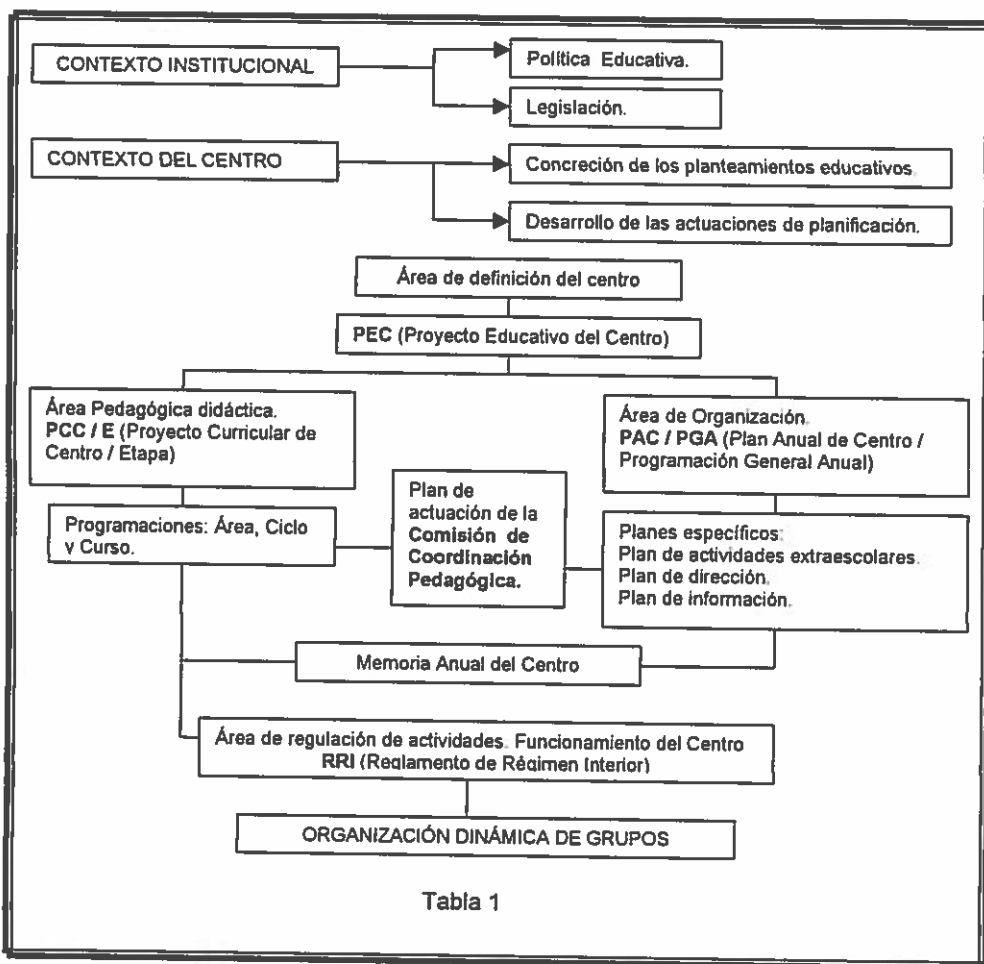 CONTEXTO INSTITUCIONAL
Política Educativa.
Legislación.
CONTEXTO DEL CENTRO
Concreción de los planteamientos educativos.
Desarrollo de las actuaciones de planificación.
Área de definición del centro
PEC (Proyecto Educativo del Centro)
Área Pedagógica didáctica.
PCC / E (Proyecto Curricular de
Centro / Etapa)
Área de Organización.
PAC / PGA (Plan Anual de Centro /
Programación General Anual)
Programaciones: Área, Ciclo
y Curso.
Plan de
actuación de la
Comisión de
Coordinación
Pedagógica.
Planes específicos:
Plan de actividades extraescolares.
Plan de dirección.
Plan de información.
Memoria Anual del Centro
Área de regulación de actividades. Funcionamiento del Centro
RRI (Reglamento de Régimen Interior)
ORGANIZACIÓN DINÁMICA DE GRUPOS
Tabla 1